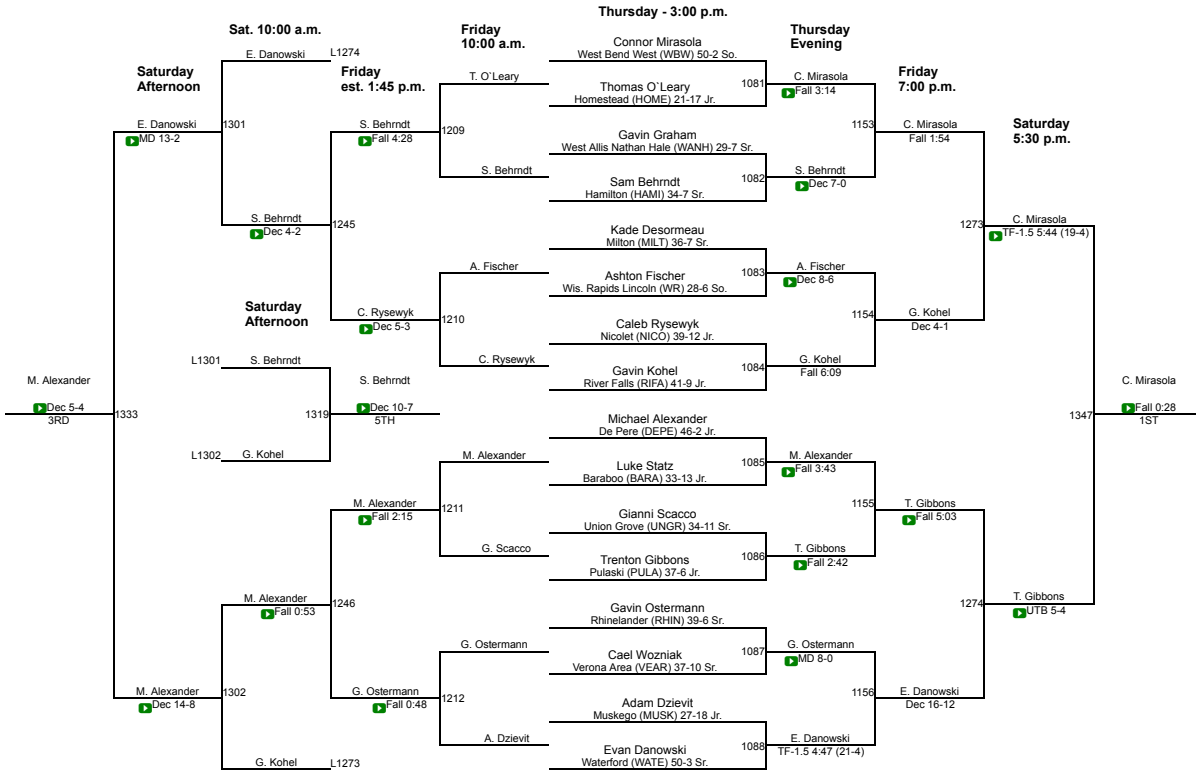 Thursday - 3:00 p.m.
Sat. 10:00 a.m.
Friday
10:00 a.m.
Thursday
Evening
Saturday
Afternoon
Friday
est. 1:45 p.m.
Friday
7:00 p.m.
Saturday
5:30 p.m.
Saturday
Afternoon
Connor Mirasola
West Bend West (WBW) 50-2 So.
1081
Thomas O`Leary
Homestead (HOME) 21-17 Jr.
Gavin Graham
West Allis Nathan Hale (WANH) 29-7 Sr.
1082
Sam Behrndt
Hamilton (HAMI) 34-7 Sr.
Kade Desormeau
Milton (MILT) 36-7 Sr.
1083
Ashton Fischer
Wis. Rapids Lincoln (WR) 28-6 So.
Caleb Rysewyk
Nicolet (NICO) 39-12 Jr.
1084
Gavin Kohel
River Falls (RIFA) 41-9 Jr.
Michael Alexander
De Pere (DEPE) 46-2 Jr.
1085
Luke Statz
Baraboo (BARA) 33-13 Jr.
Gianni Scacco
Union Grove (UNGR) 34-11 Sr.
1086
Trenton Gibbons
Pulaski (PULA) 37-6 Jr.
Gavin Ostermann
Rhinelander (RHIN) 39-6 Sr.
1087
Cael Wozniak
Verona Area (VEAR) 37-10 Sr.
Adam Dzievit
Muskego (MUSK) 27-18 Jr.
1088
Evan Danowski
Waterford (WATE) 50-3 Sr.
C. Mirasola
Fall 3:14
1153
S. Behrndt
Dec 7-0
A. Fischer
Dec 8-6
1154
G. Kohel
Fall 6:09
M. Alexander
Fall 3:43
1155
T. Gibbons
Fall 2:42
G. Ostermann
MD 8-0
1156
E. Danowski
TF-1.5 4:47 (21-4)
C. Mirasola
Fall 1:54
1273
G. Kohel
Dec 4-1
T. Gibbons
Fall 5:03
1274
E. Danowski
Dec 16-12
C. Mirasola
TF-1.5 5:44 (19-4)
1347
T. Gibbons
UTB 5-4
C. Mirasola
Fall 0:28
1ST
T. O`Leary
1209
S. Behrndt
A. Fischer
1210
C. Rysewyk
M. Alexander
1211
G. Scacco
G. Ostermann
1212
A. Dzievit
S. Behrndt
Fall 4:28
1245
C. Rysewyk
Dec 5-3
M. Alexander
Fall 2:15
1246
G. Ostermann
Fall 0:48
E. Danowski
L1274
1301
S. Behrndt
Dec 4-2
M. Alexander
Fall 0:53
1302
G. Kohel
L1273
E. Danowski
MD 13-2
1333
M. Alexander
Dec 14-8
M. Alexander
Dec 5-4
3RD
L1301
S. Behrndt
1319
L1302
G. Kohel
S. Behrndt
Dec 10-7
5TH